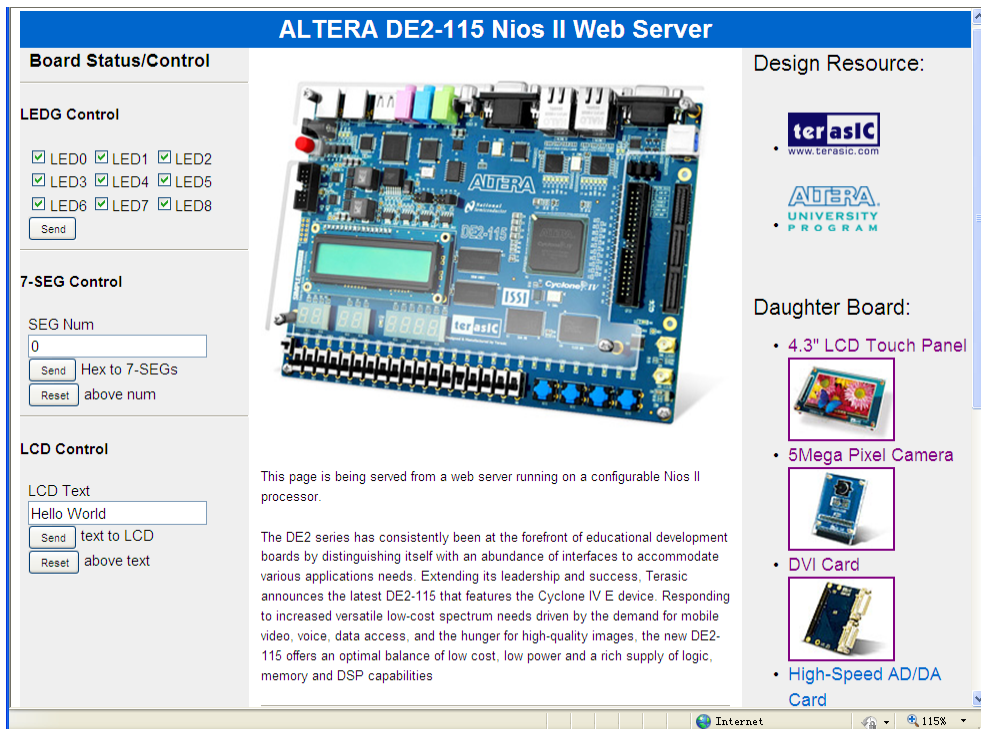 ALTERA DE2-115 Nios II Web Server
Board Status/Control
LEDG Control
LED0 LED1 LED2
LED3 LED4 LED5
LED6 LED7 LED8
Send
7-SEG Control
SEG Num
0
Send Hex to 7-SEGs
Reset above num
LCD Control
LCD Text
Hello World
Send text to LCD
Reset above text
ALTERA
National
Semiconductor
DE2-115
Cyclone IV
ISSI
terasIC
This page is being served from a web server running on a configurable Nios II
processor.
The DE2 series has consistently been at the forefront of educational development
boards by distinguishing itself with an abundance of interfaces to accommodate
various applications needs. Extending its leadership and success, Terasic
announces the latest DE2-115 that features the Cyclone IV E device. Responding
to increased versatile low-cost spectrum needs driven by the demand for mobile
video, voice, data access, and the hunger for high-quality images, the new DE2-
115 offers an optimal balance of low cost, low power and a rich supply of logic,
memory and DSP capabilities
Design Resource:
terasIC
www.terasic.com
ALTERA.
UNIVERSITY
PROGRAM
Daughter Board:
4.3" LCD Touch Panel
5Mega Pixel Camera
DVI Card
High-Speed AD/DA
Card
Internet
115%